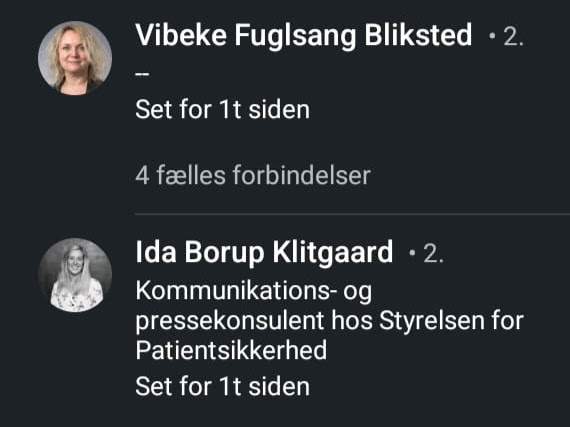 Vibeke Fuglsang Bliksted • 2.
--
Set for 1t siden
4 fælles forbindelser
Ida Borup Klitgaard • 2.
Kommunikations- og
pressekonsulent hos Styrelsen for
Patientsikkerhed
Set for 1t siden